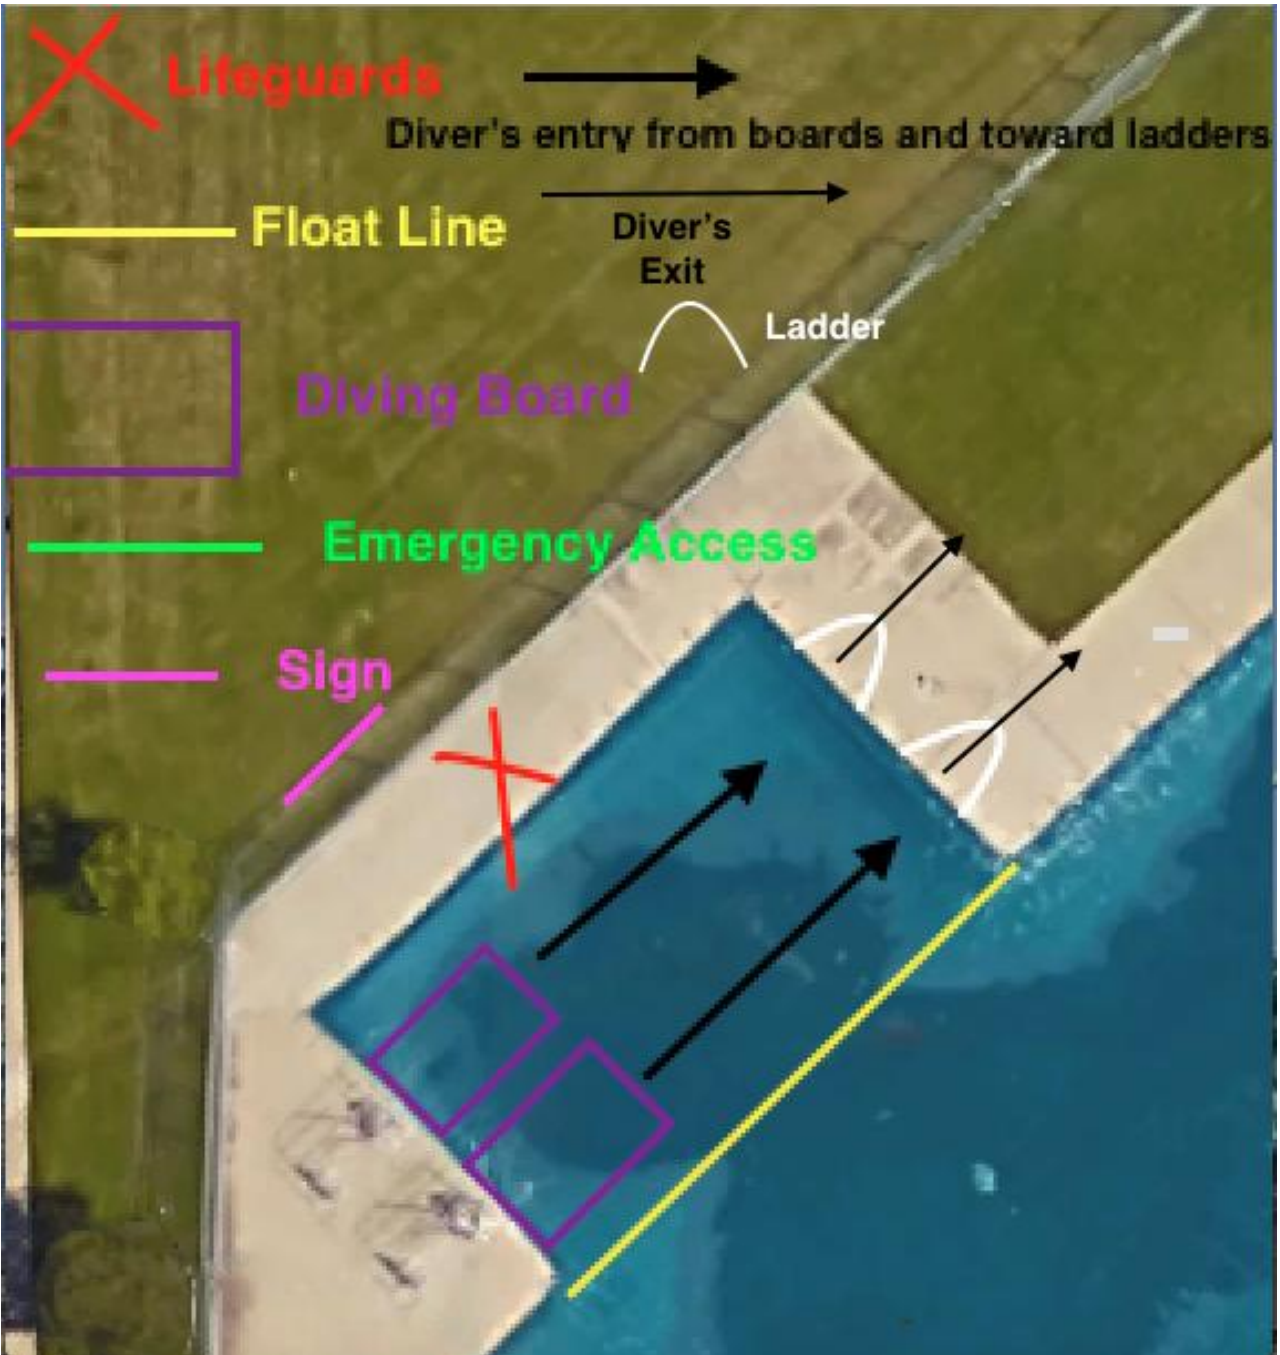 Lifeguards
Diver's entry from boards and toward ladders
Float Line
Diver's
Exit
Ladder
Diving Board
Emergency Access
Sign